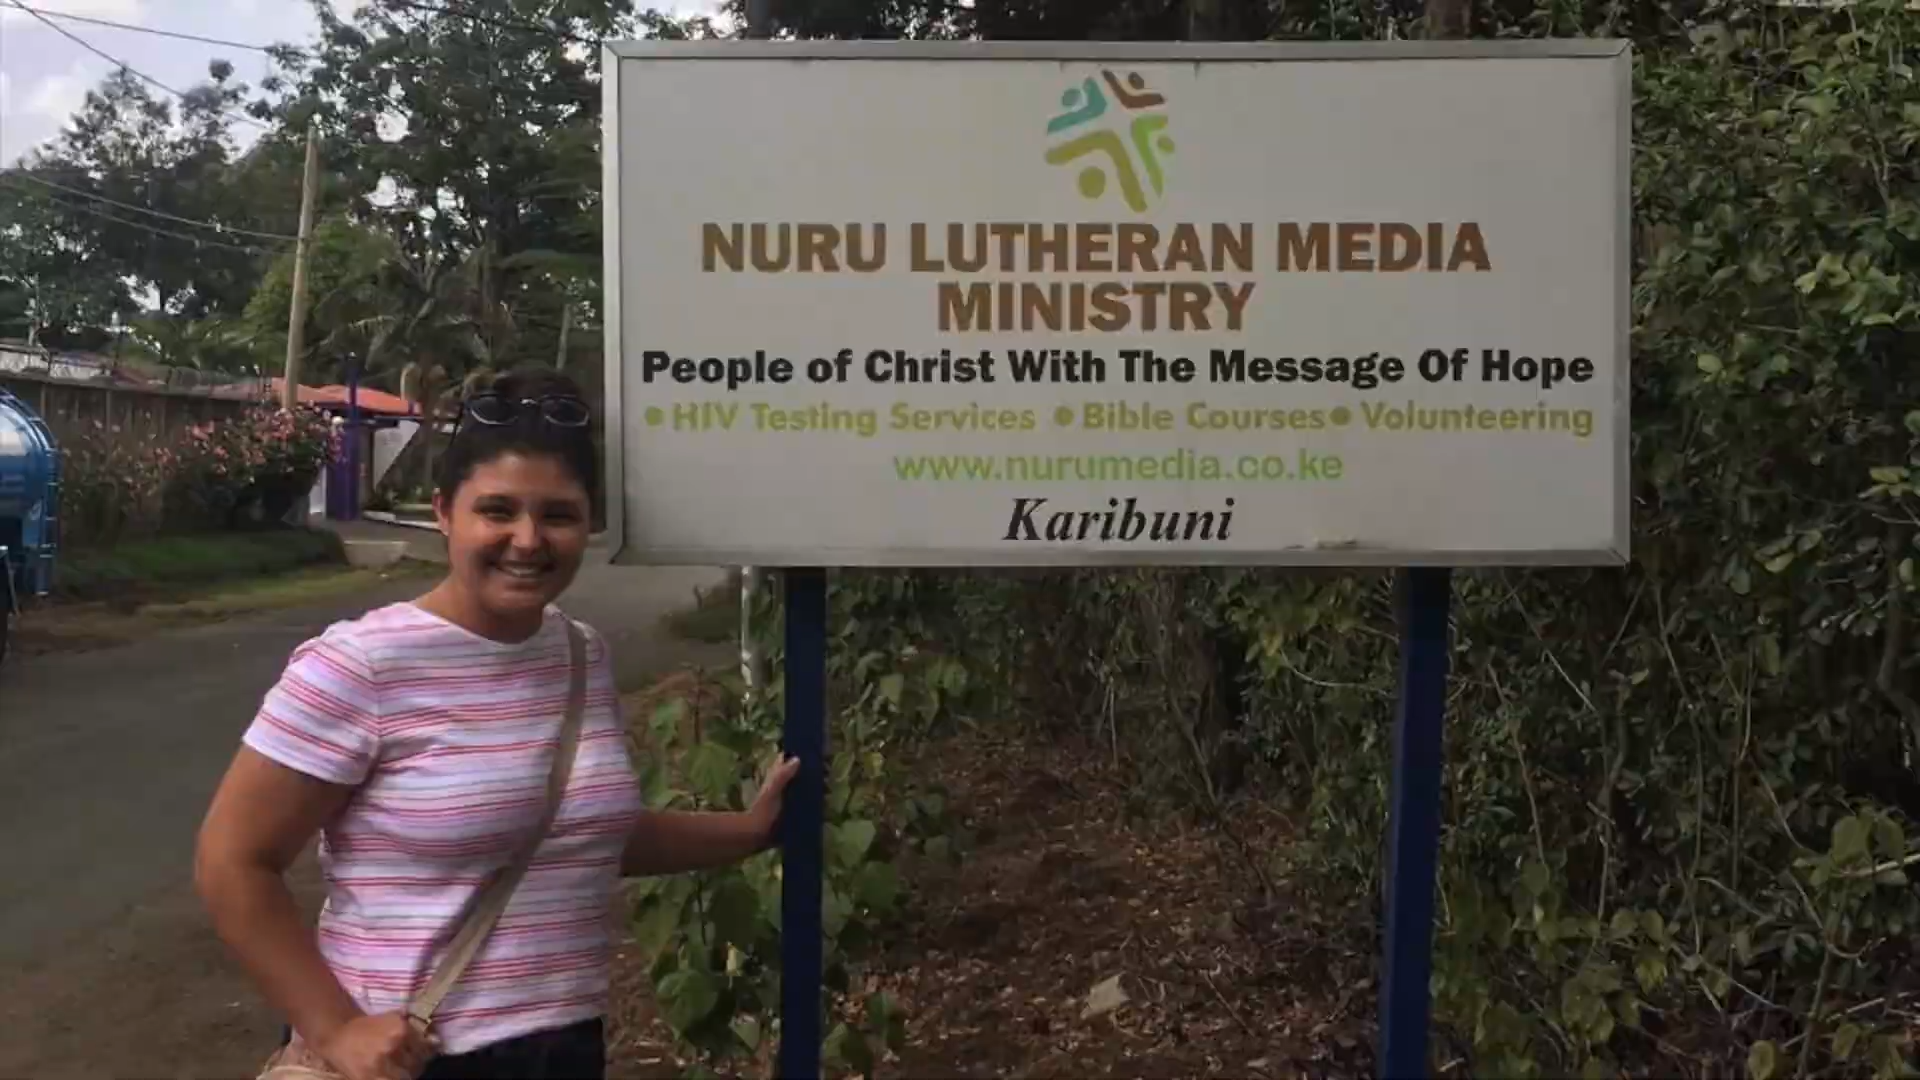 NURU LUTHERAN MEDIA
MINISTRY
People of Christ With The Message Of Hope
• HIV Testing Services • Bible Courses • Volunteering
www.nurumedia.co.ke
Karibuni